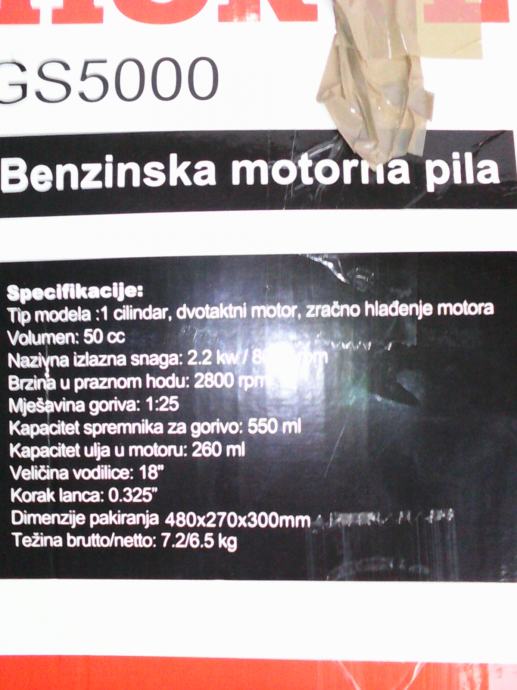 GS5000
Benzinska motorna pila
Specifikacije:
Tip modela :1 cilindar, dvotaktni motor, zračno hlađenje motora
Volumen: 50 cc
Nazivna izlazna snaga: 2.2 kw /
Brzina u praznom hodu: 2800 rpm
Mješavina goriva: 1:25
Kapacitet spremnika za gorivo: 550 ml
Kapacitet ulja u motoru: 260 ml
Veličina vodilice: 18"
Korak lanca: 0.325"
Dimenzije pakiranja 480x270x300mm
Težina brutto/netto: 7.2/6.5 kg